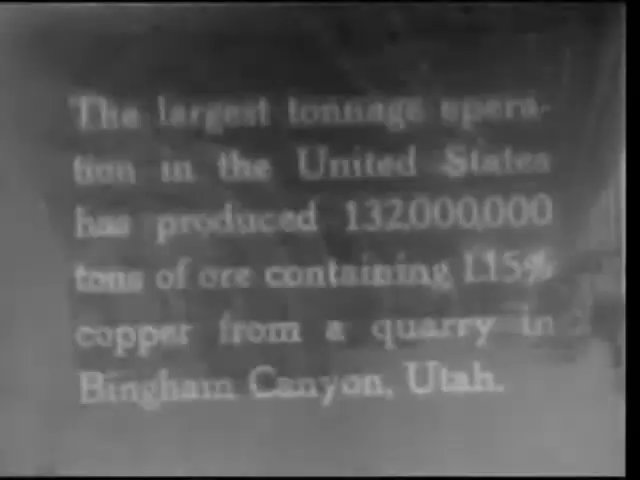 The largest tonnage opera-
tion in the United States
has produced 132,000,000
tons of ore containing 1.15%
copper from a quarry in
Bingham Canyon, Utah.